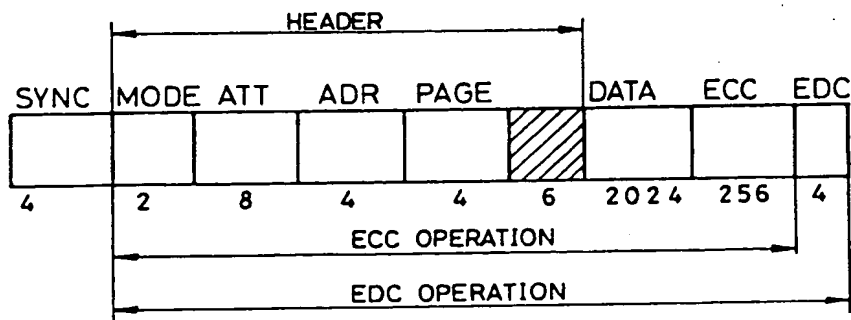 HEADER
SYNC MODE ATT ADR PAGE DATA ECC EDC
4 2 8 4 4 6 2024 256 4
ECC OPERATION
EDC OPERATION